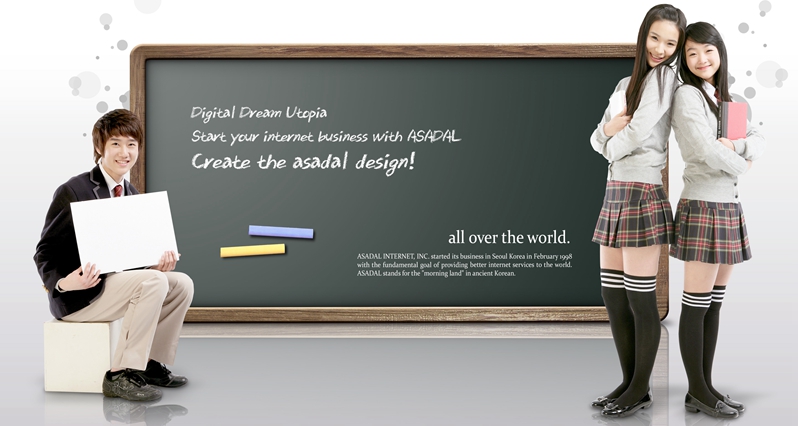 Digital Dream Utopia
Start your internet business with ASADAL
Create the asadal design!
all over the world.
ASADAL INTERNET, INC. started its business in Seoul Korea in February 1998
with the fundamental goal of providing better internet services to the world.
ASADAL stands for the "morning land" in ancient Korean.